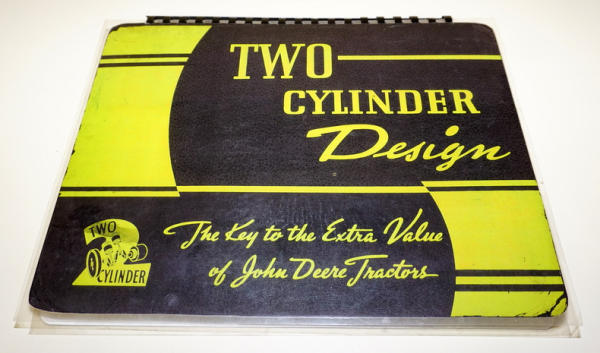 TWO
CYLINDER
Design
The Key to the Extra Value
of John Deere Tractors
TWO
CYLINDER